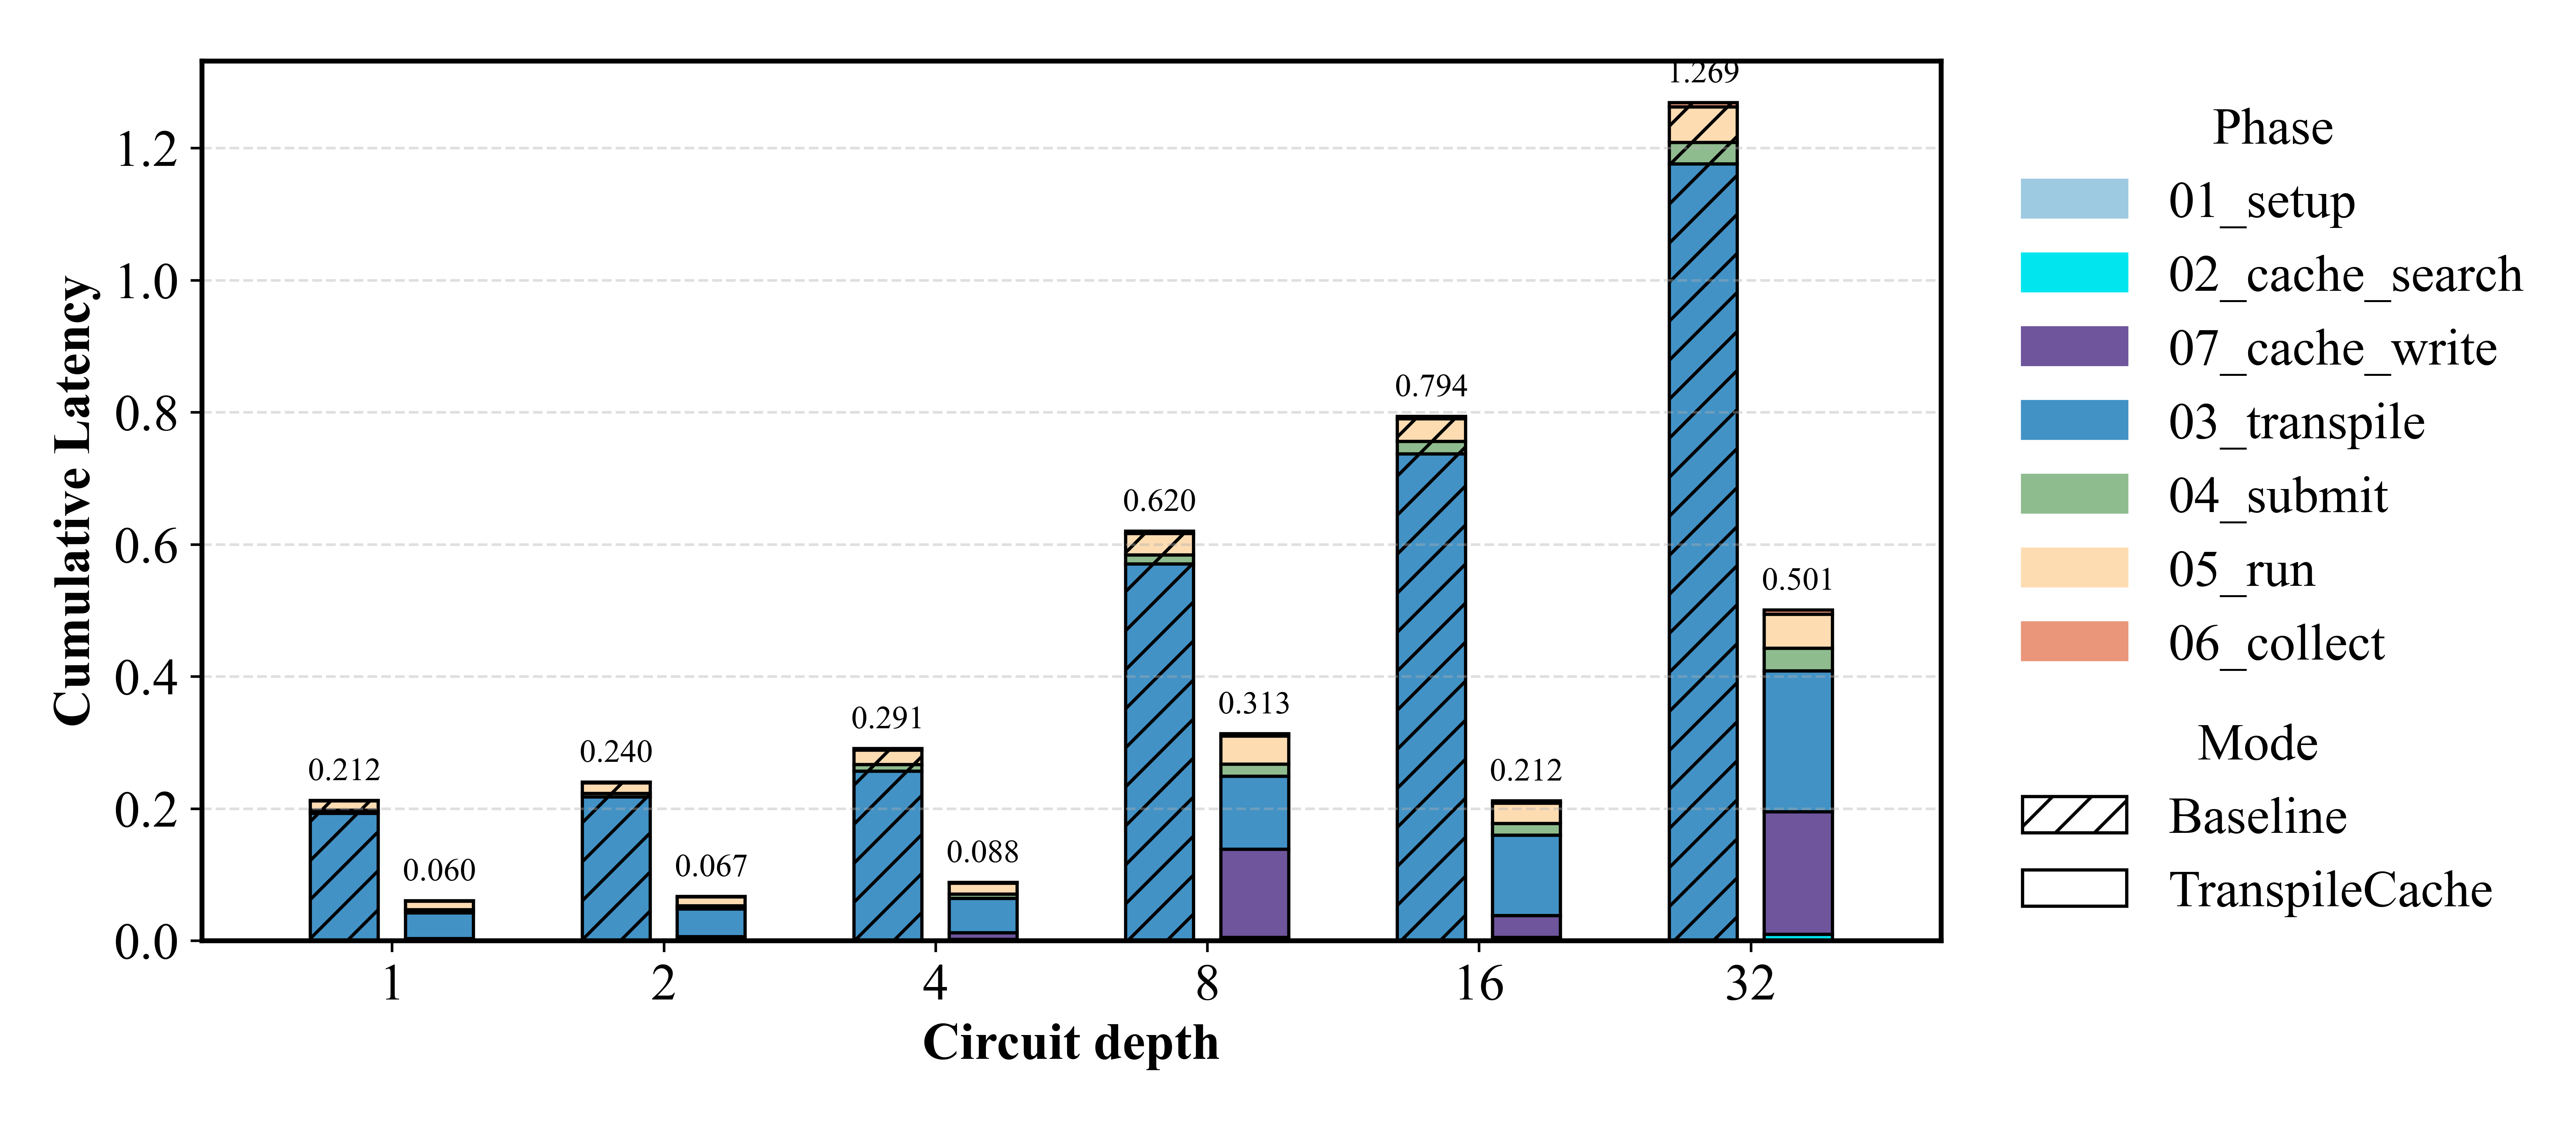 Cumulative Latency
1.2
1.0
0.8
0.6
0.4
0.2
0.0
0.212
0.060
0.240
0.067
0.291
0.088
0.620
0.313
0.794
0.212
1.269
0.501
1
2
4
8
16
32
Circuit depth
Phase
01_setup
02_cache_search
07_cache_write
03_transpile
04_submit
05_run
06_collect
Mode
Baseline
TranspileCache